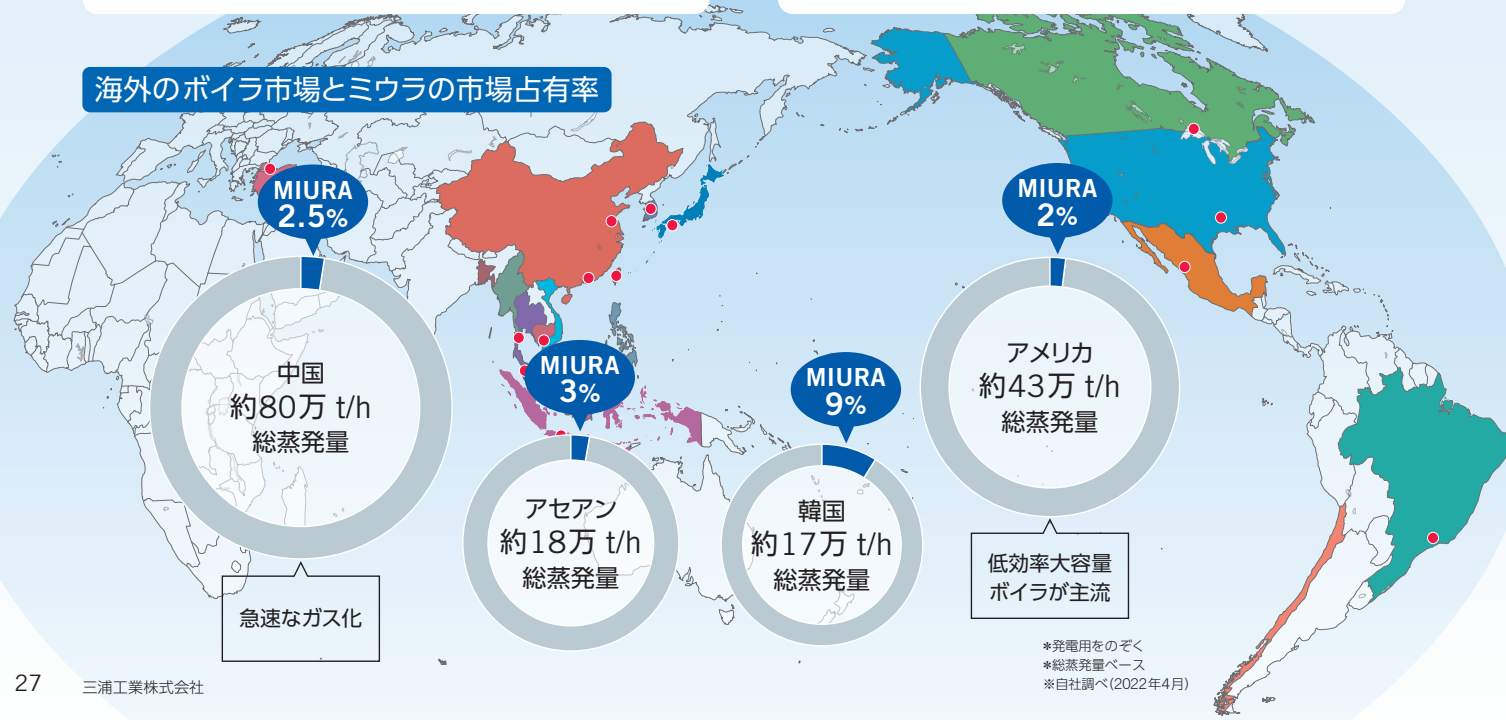 海外のボイラ市場とミウラの市場占有率
MIURA
2.5%
中国
約80万 t/h
総蒸発量
急速なガス化
MIURA
3%
アセアン
約18万 t/h
総蒸発量
MIURA
9%
韓国
約17万 t/h
総蒸発量
MIURA
2%
アメリカ
約43万 t/h
総蒸発量
低効率大容量
ボイラが主流
*発電用をのぞく
*総蒸発量ベース
※自社調べ(2022年4月)
27 三浦工業株式会社